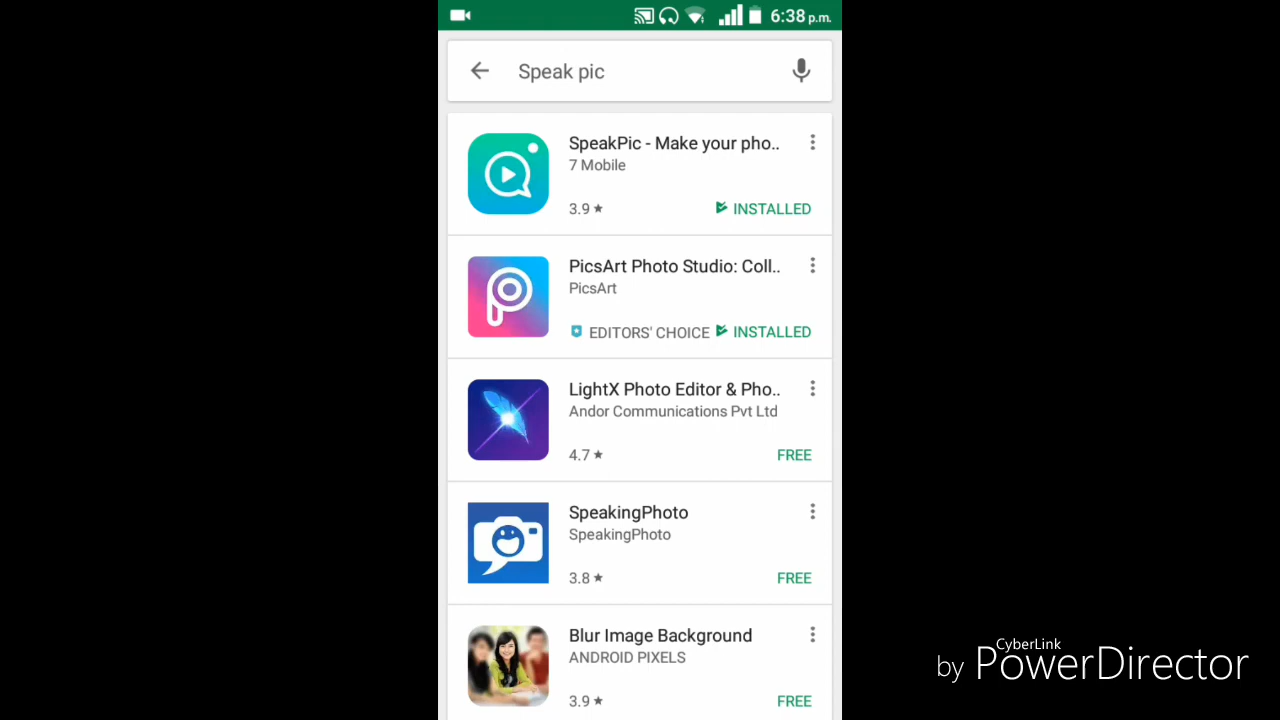 6:38 p.m.
Speak pic
SpeakPic - Make your pho..
7 Mobile
3.9 ★ INSTALLED
PicsArt Photo Studio: Coll..
PicsArt
EDITORS' CHOICE INSTALLED
LightX Photo Editor & Pho..
Andor Communications Pvt Ltd
4.7 ★ FREE
SpeakingPhoto
SpeakingPhoto
3.8 ★ FREE
Blur Image Background
ANDROID PIXELS
3.9 ★ FREE
CyberLink
by PowerDirector